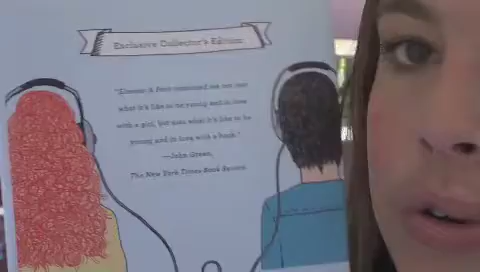 Exclusive Collector's Edition
"Eleanor & Park reminded me not just
what it's like to be young and in love
with a girl, but also what it's like to be
young and in love with a book."
—John Green,
The New York Times Book Review